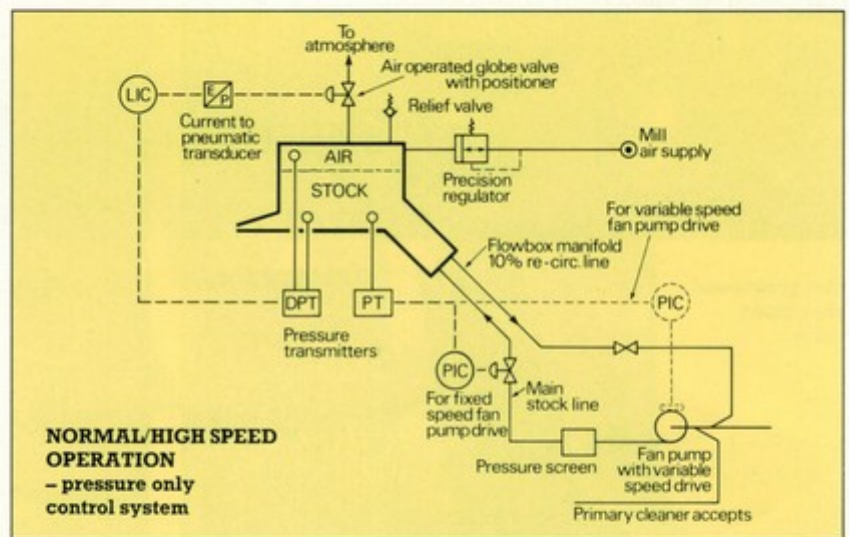 To
atmosphere
Air operated globe valve
with positioner
LIC
E/P
Relief valve
Current to
pneumatic
transducer
AIR
Mill
air supply
STOCK
Precision
regulator
For variable speed
fan pump drive
Flowbox manifold
10% re-circ. line
DPT
PT
PIC
Pressure
transmitters
PIC
For fixed
speed fan
pump drive
Main
stock line
NORMAL/HIGH SPEED
OPERATION
– pressure only
control system
Pressure screen
Fan pump
with variable
speed drive
Primary cleaner accepts